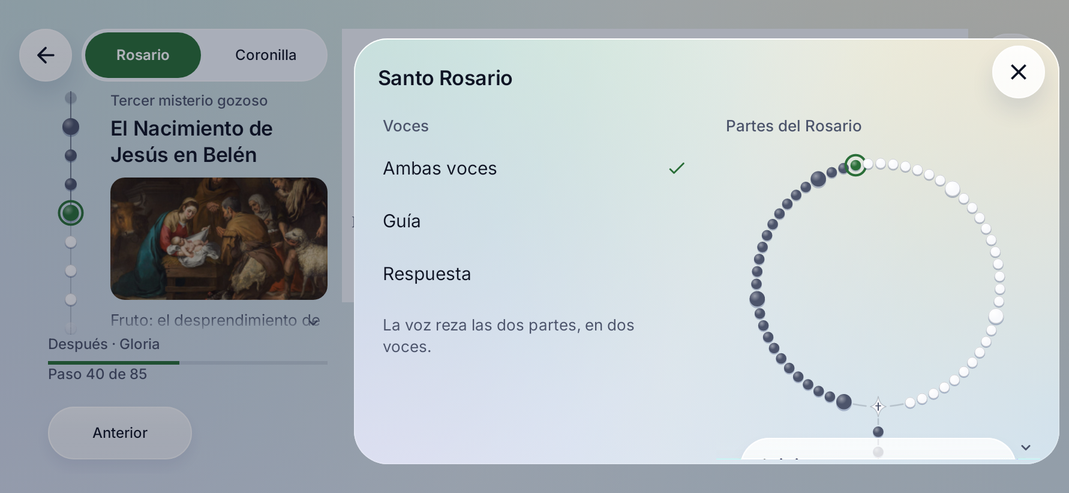 Rosario
Coronilla
Tercer misterio gozoso
El Nacimiento de
Jesús en Belén
Fruto: el desprendimiento de
Después · Gloria
Paso 40 de 85
Anterior
Santo Rosario
Voces
Ambas voces
Guía
Respuesta
La voz reza las dos partes, en dos
voces.
Partes del Rosario